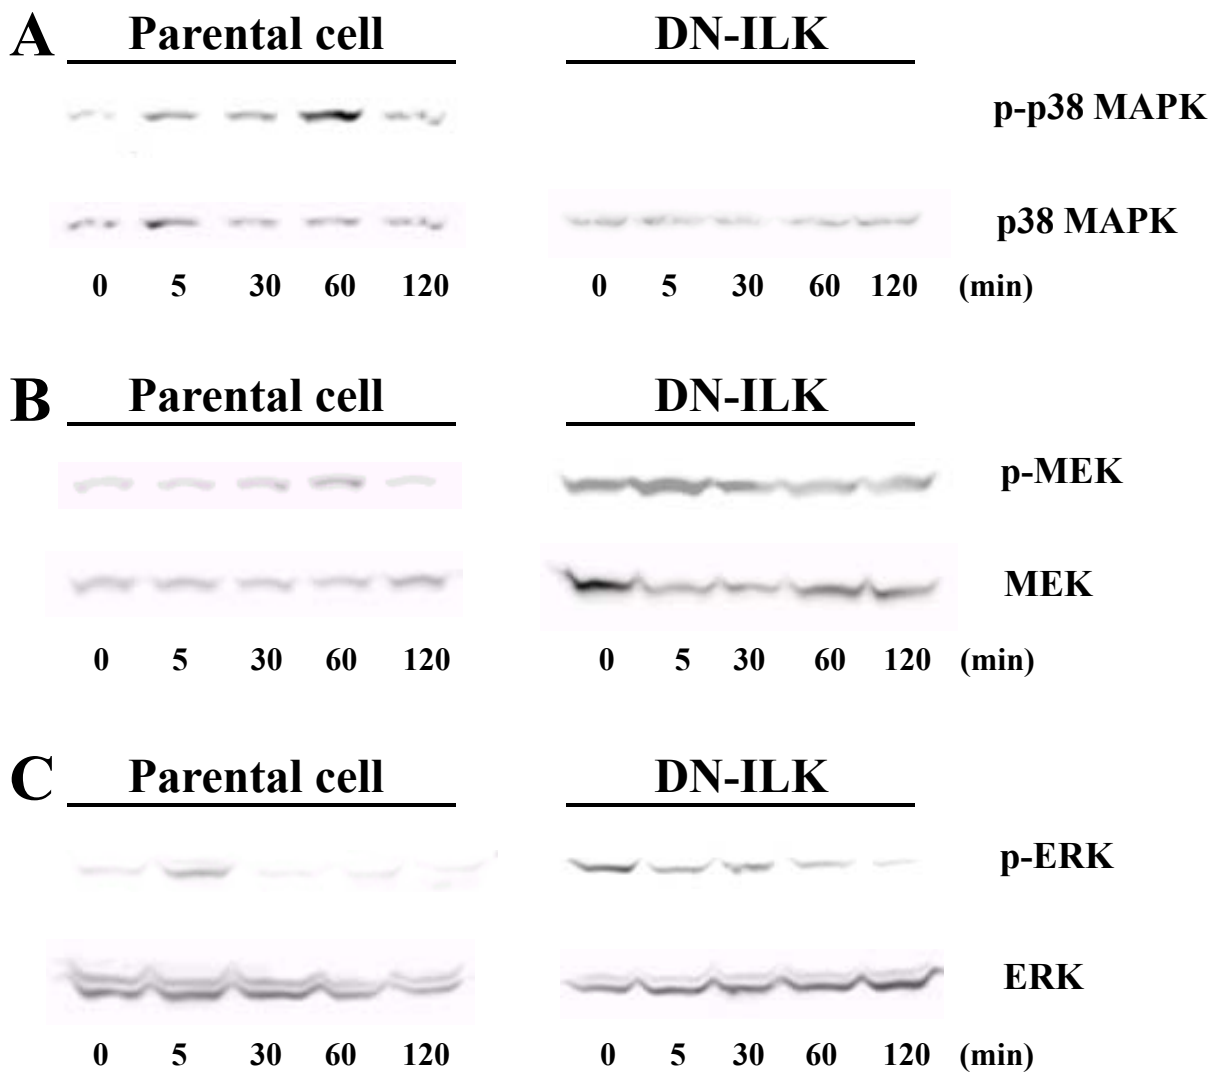 A Parental cell DN-ILK
p-p38 MAPK
p38 MAPK
0 5 30 60 120 0 5 30 60 120 (min)
B Parental cell DN-ILK
p-MEK
MEK
0 5 30 60 120 0 5 30 60 120 (min)
C Parental cell DN-ILK
p-ERK
ERK
0 5 30 60 120 0 5 30 60 120 (min)